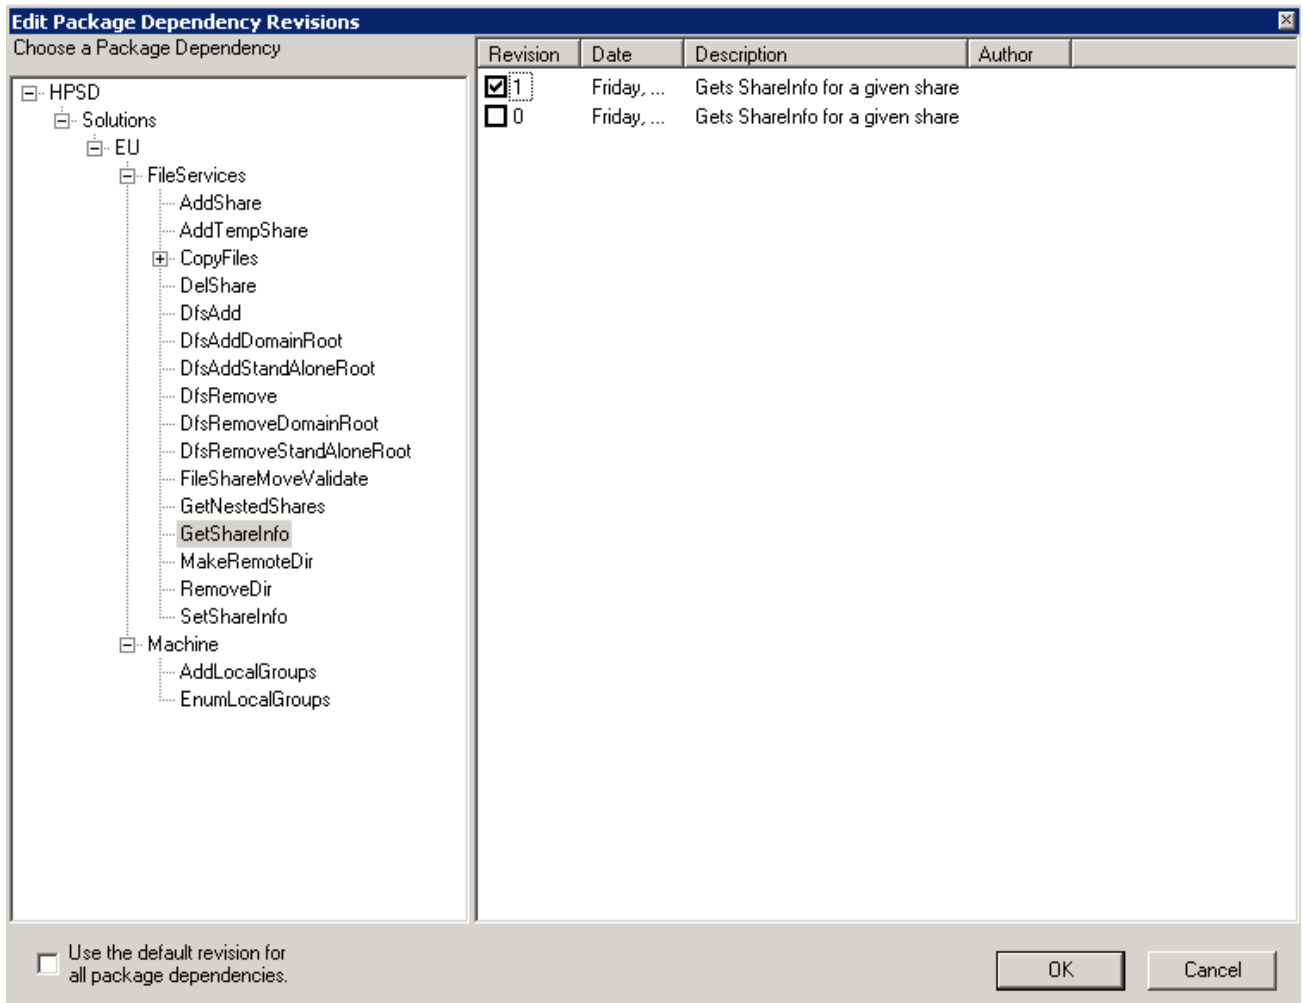 Edit Package Dependency Revisions
Choose a Package Dependency
HPSD
Solutions
EU
FileServices
AddShare
AddTempShare
CopyFiles
DelShare
DfsAdd
DfsAddDomainRoot
DfsAddStandAloneRoot
DfsRemove
DfsRemoveDomainRoot
DfsRemoveStandAloneRoot
FileShareMoveValidate
GetNestedShares
GetShareInfo
MakeRemoteDir
RemoveDir
SetShareInfo
Machine
AddLocalGroups
EnumLocalGroups
Revision Date Description Author
1 Friday, ... Gets ShareInfo for a given share
0 Friday, ... Gets ShareInfo for a given share
Use the default revision for
all package dependencies.
OK Cancel